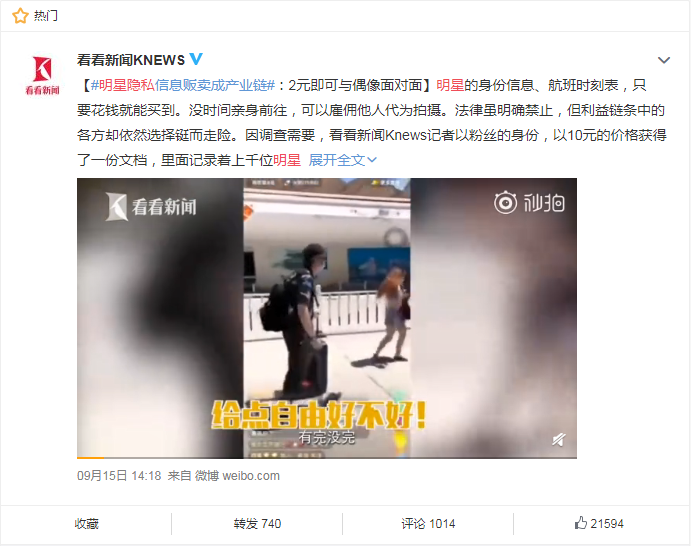 热门
看看新闻KNEWS
【#明星隐私信息贩卖成产业链#：2元即可与偶像面对面】明星的身份信息、航班时刻表，只
要花钱就能买到。没时间亲身前往，可以雇佣他人代为拍摄。法律虽明确禁止，但利益链条中的
各方却依然选择铤而走险。因调查需要，看看新闻Knews记者以粉丝的身份，以10元的价格获得
了一份文档，里面记录着上千位明星 展开全文
看看新闻
看看新闻
秒拍
给点自由好不好！
有完没完
09月15日 14:18 来自 微博 weibo.com
收藏
转发 740
评论 1014
21594